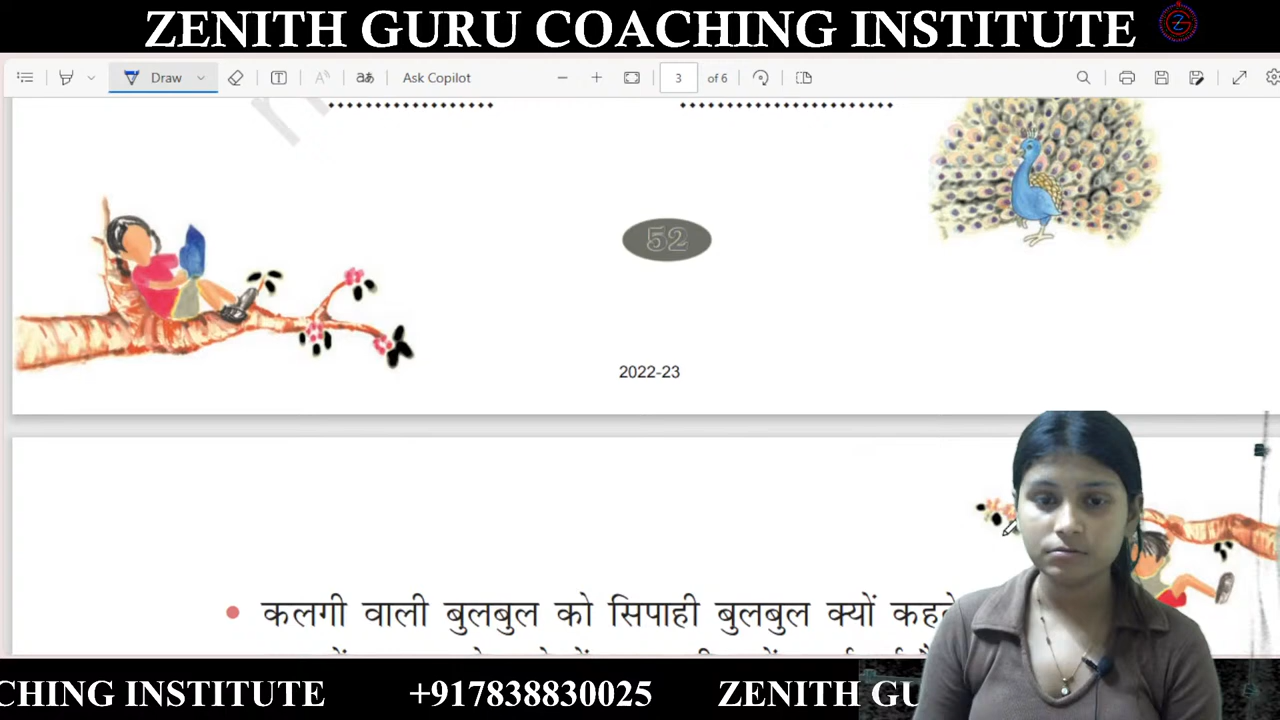 ZENITH GURU COACHING INSTITUTE
Draw
Ask Copilot
3 of 6
52
2022-23
कलगी वाली बुलबुल को सिपाही बुलबुल क्यों
CHING INSTITUTE +917838830025 ZENITH GU